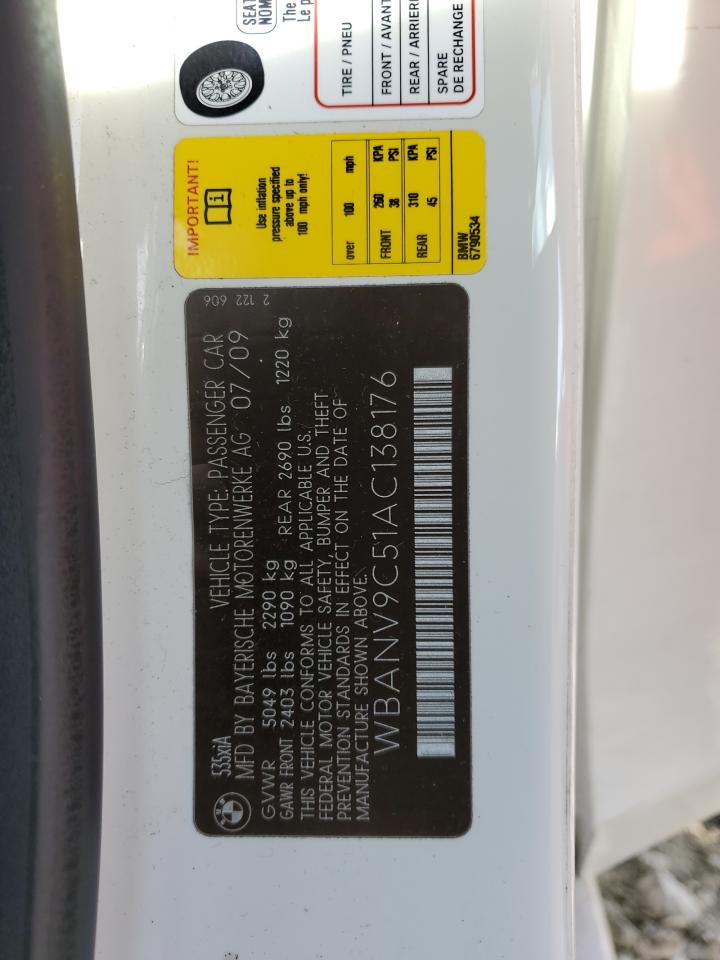 535xiA VEHICLE TYPE: PASSENGER CAR
MFD BY BAYERISCHE MOTORENWERKE AG 07/09
GVWR 5049 lbs 2290 kg
GAWR FRONT 2403 lbs 1090 kg REAR 2690 lbs 1220 kg
THIS VEHICLE CONFORMS TO ALL APPLICABLE U.S.
FEDERAL MOTOR VEHICLE SAFETY, BUMPER AND THEFT
PREVENTION STANDARDS IN EFFECT ON THE DATE OF
MANUFACTURE SHOWN ABOVE.
WBANV9C51AC138176
2 122 606
IMPORTANT!
i
Use inflation
pressure specified
above up to
100 mph only!
over 100 mph
FRONT 260 KPA
38 PSI
REAR 310 KPA
45 PSI
BMW
6790534
SEAT
NOM
The
Le p
TIRE / PNEU
FRONT / AVANT
REAR / ARRIERE
SPARE
DE RECHANGE